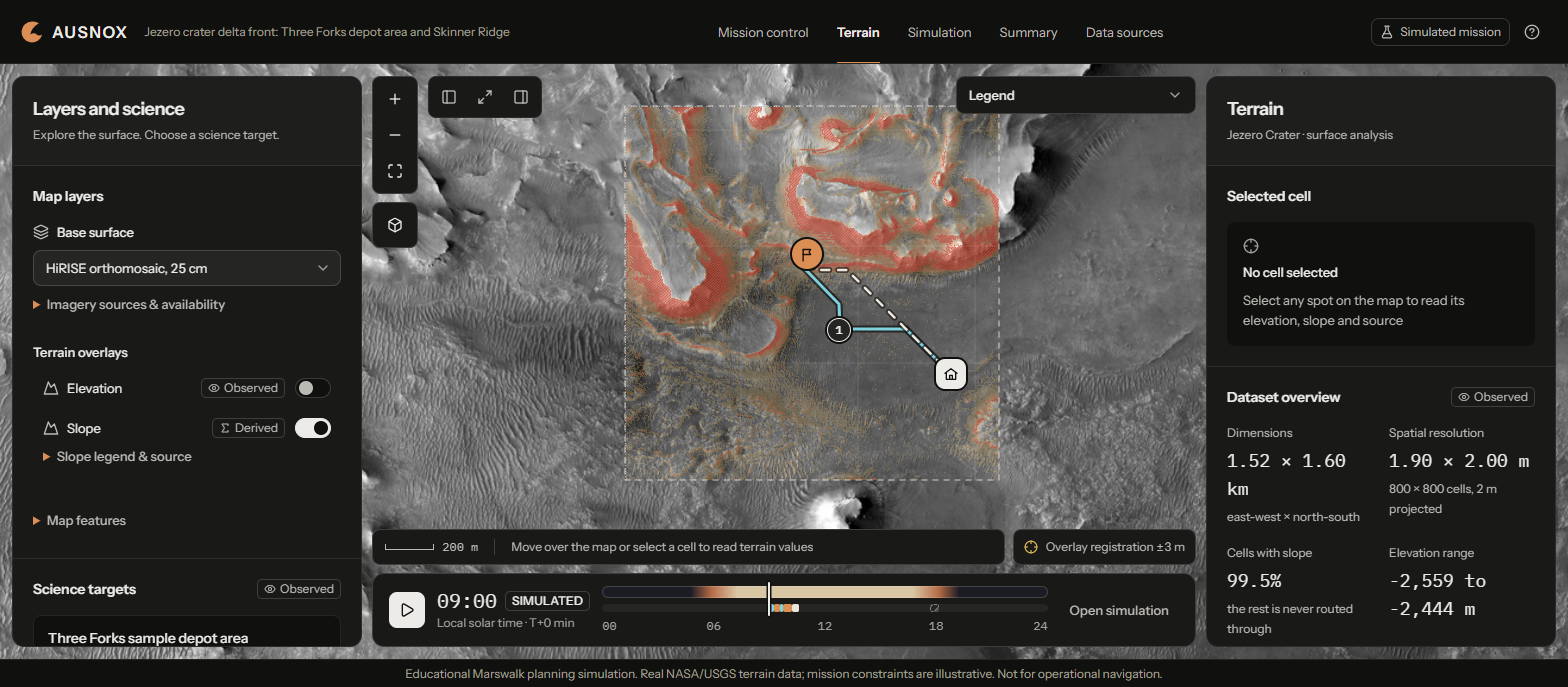 AUSNOX
Jezero crater delta front: Three Forks depot area and Skinner Ridge
Mission control
Terrain
Simulation
Summary
Data sources
Simulated mission
Layers and science
Explore the surface. Choose a science target.
Map layers
Base surface
HiRISE orthomosaic, 25 cm
Imagery sources & availability
Terrain overlays
Elevation
Observed
Slope
Derived
Slope legend & source
Map features
Science targets
Observed
Three Forks sample depot area
Legend
1
200 m
Move over the map or select a cell to read terrain values
Overlay registration ±3 m
09:00
SIMULATED
Local solar time · T+0 min
00 06 12 18 24
Open simulation
Terrain
Jezero Crater · surface analysis
Selected cell
No cell selected
Select any spot on the map to read its
elevation, slope and source
Dataset overview
Observed
Dimensions
1.52 × 1.60
km
east-west × north-south
Spatial resolution
1.90 × 2.00 m
800 × 800 cells, 2 m
projected
Cells with slope
99.5%
the rest is never routed
through
Elevation range
-2,559 to
-2,444 m
Educational Marswalk planning simulation. Real NASA/USGS terrain data; mission constraints are illustrative. Not for operational navigation.